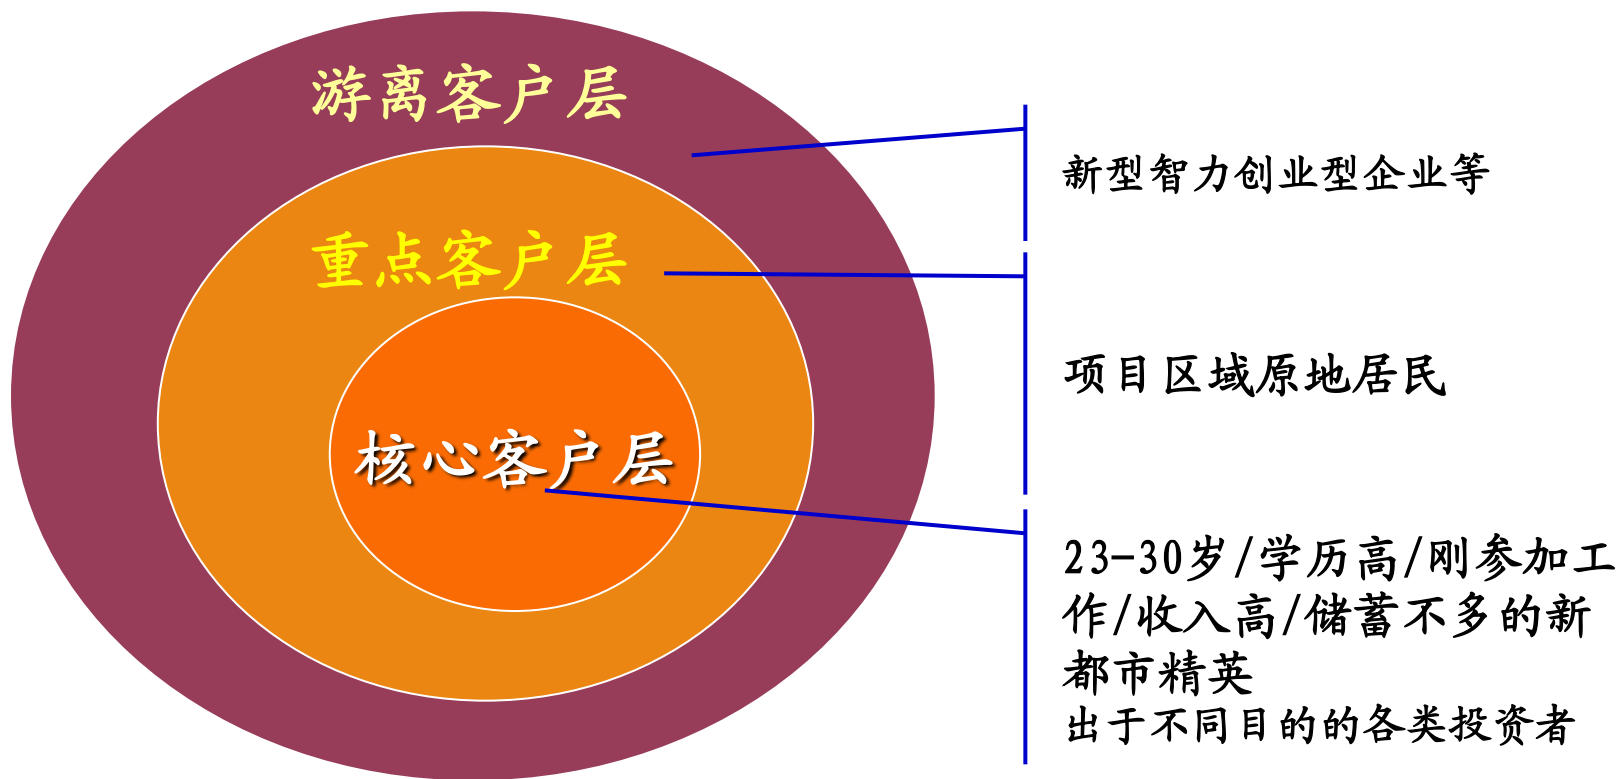 游离客户层
新型智力创业型企业等
重点客户层
项目区域原地居民
核心客户层
23-30岁/学历高/刚参加工
作/收入高/储蓄不多的新
都市精英
出于不同目的的各类投资者